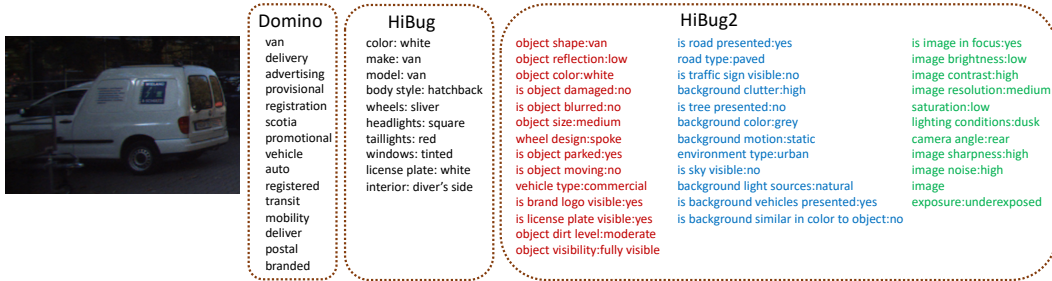 Domino
van
delivery
advertising
provisional
registration
scotia
promotional
vehicle
auto
registered
transit
mobility
deliver
postal
branded
HiBug
color: white
make: van
model: van
body style: hatchback
wheels: sliver
headlights: square
taillights: red
windows: tinted
license plate: white
interior: diver's side
HiBug2
object shape:van
object reflection:low
object color:white
is object damaged:no
is object blurred:no
object size:medium
wheel design:spoke
is object parked:yes
is object moving:no
vehicle type:commercial
is brand logo visible:yes
is license plate visible:yes
object dirt level:moderate
object visibility:fully visible
is road presented:yes
road type:paved
is traffic sign visible:no
background clutter:high
is tree presented:no
background color:grey
background motion:static
environment type:urban
is sky visible:no
background light sources:natural
is background vehicles presented:yes
is background similar in color to object:no
is image in focus:yes
image brightness:low
image contrast:high
image resolution:medium
saturation:low
lighting conditions:dusk
camera angle:rear
image sharpness:high
image noise:high
image
exposure:underexposed